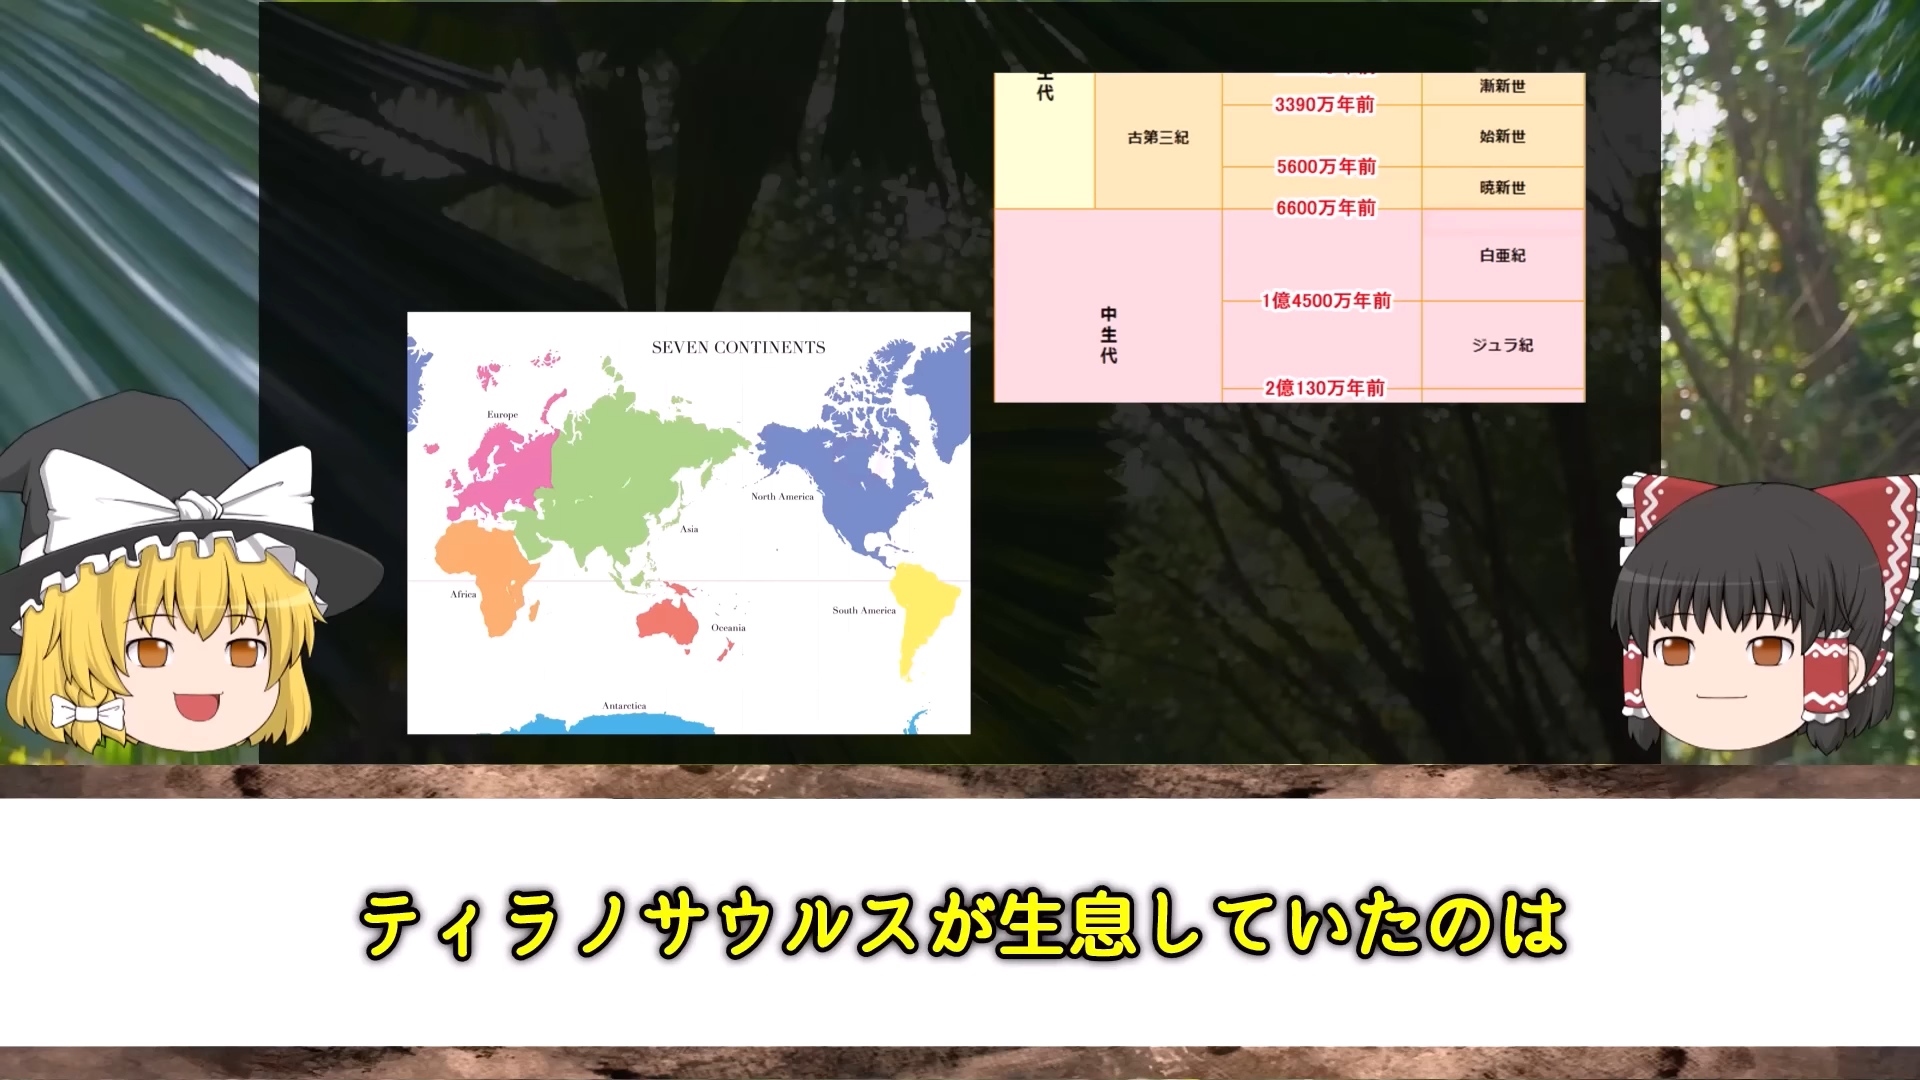 代
古第三紀
漸新世
3390万年前
始新世
5600万年前
暁新世
6600万年前
白亜紀
1億4500万年前
中生代
ジュラ紀
2億130万年前
SEVEN CONTINENTS
Europe
North America
Asia
Africa
South America
Oceania
Antarctica
ティラノサウルスが生息していたのは